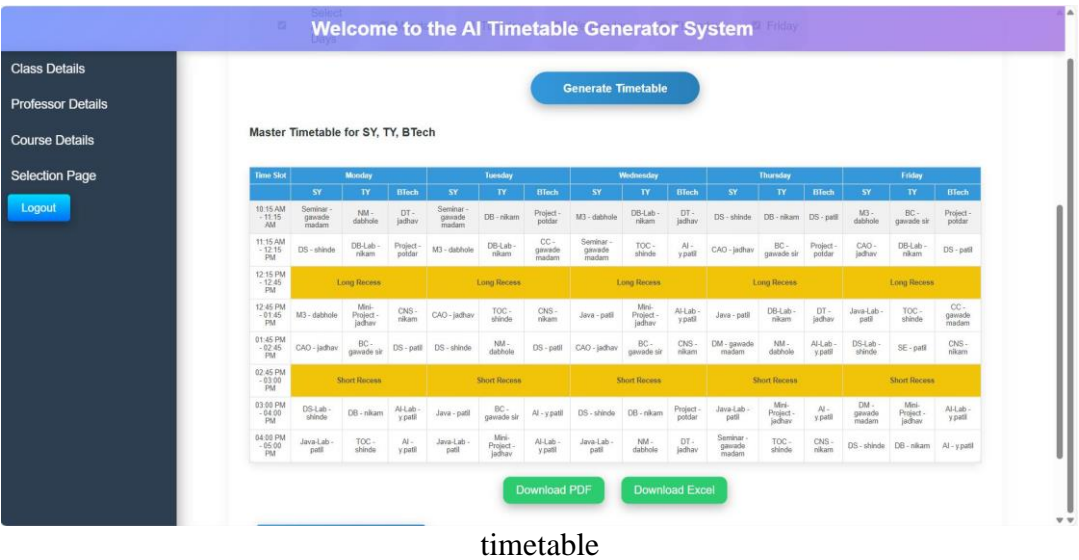 Select
Days
Friday
Welcome to the AI Timetable Generator System
Class Details
Professor Details
Course Details
Selection Page
Logout
Generate Timetable
Master Timetable for SY, TY, BTech
Time Slot Monday Tuesday Wednesday Thursday Friday
SY TY BTech SY TY BTech SY TY BTech SY TY BTech SY TY BTech
10:15 AM - 11:15 AM Seminar - gawade madam NM - dabhole DT - jadhav Seminar - gawade madam DB - nikam Project - potdar M3 - dabhole DB-Lab - nikam DT - jadhav DS - shinde DB - nikam DS - patil M3 - dabhole BC - gawade sir Project - potdar
11:15 AM - 12:15 PM DS - shinde DB-Lab - nikam Project - potdar M3 - dabhole DB-Lab - nikam CC - gawade madam Seminar - gawade madam TOC - shinde AI - y.patil CAO - jadhav BC - gawade sir Project - potdar CAO - jadhav DB-Lab - nikam DS - patil
12:15 PM - 12:45 PM Long Recess Long Recess Long Recess Long Recess Long Recess
12:45 PM - 01:45 PM M3 - dabhole Mini-Project - jadhav CNS - nikam CAO - jadhav TOC - shinde CNS - nikam Java - patil Mini-Project - jadhav AI-Lab - y.patil Java - patil DB-Lab - nikam DT - jadhav Java-Lab - patil TOC - shinde CC - gawade madam
01:45 PM - 02:45 PM CAO - jadhav BC - gawade sir DS - patil DS - shinde NM - dabhole DS - patil CAO - jadhav BC - gawade sir CNS - nikam DM - gawade madam NM - dabhole AI-Lab - y.patil DS-Lab - shinde SE - patil CNS - nikam
02:45 PM - 03:00 PM Short Recess Short Recess Short Recess Short Recess Short Recess
03:00 PM - 04:00 PM DS-Lab - shinde DB - nikam AI-Lab - y.patil Java - patil BC - gawade sir AI - y.patil DS - shinde DB - nikam Project - potdar Java-Lab - patil Mini-Project - jadhav AI - y.patil DM - gawade madam Mini-Project - jadhav AI-Lab - y.patil
04:00 PM - 05:00 PM Java-Lab - patil TOC - shinde AI - y.patil Java-Lab - patil Mini-Project - jadhav AI-Lab - y.patil Java-Lab - patil NM - dabhole DT - jadhav Seminar - gawade madam TOC - shinde CNS - nikam DS - shinde DB - nikam AI - y.patil
Download PDF Download Excel
timetable